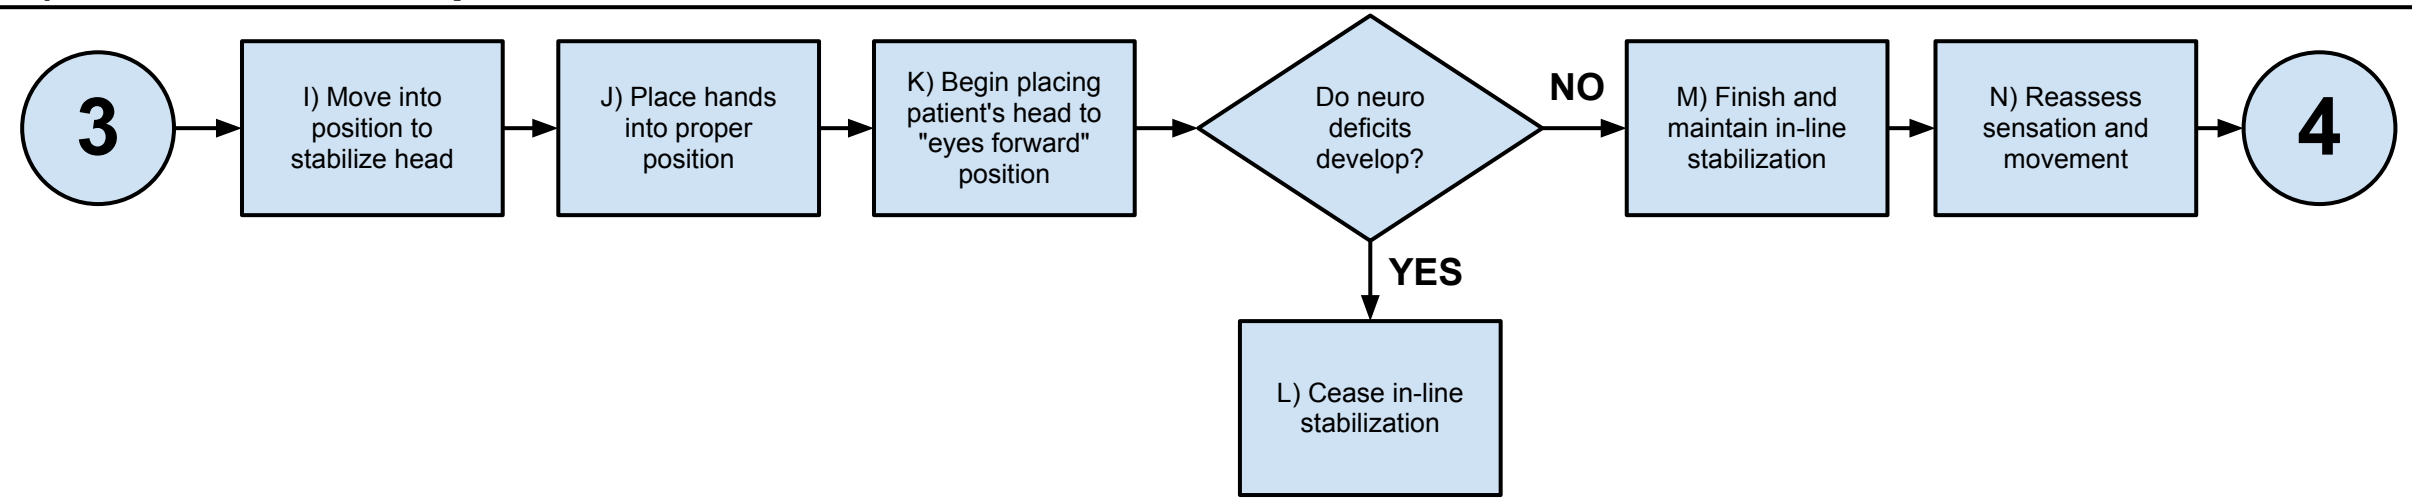 3
I) Move into
position to
stabilize head
J) Place hands
into proper
position
K) Begin placing
patient's head to
"eyes forward"
position
Do neuro
deficits
develop?
NO
M) Finish and
maintain in-line
stabilization
N) Reassess
sensation and
movement
4
YES
L) Cease in-line
stabilization